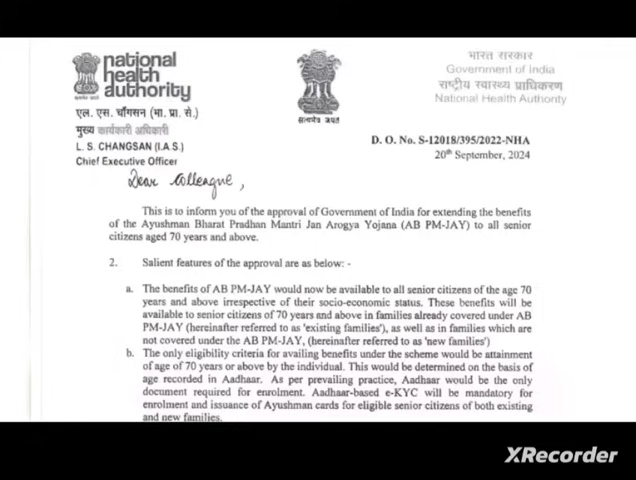 national
health
authority
एल. एस. चाँगसन (भा. प्रा. से.)
मुख्य कार्यकारी अधिकारी
L. S. CHANGSAN (I.A.S.)
Chief Executive Officer
सत्यमेव जयते
भारत सरकार
Government of India
राष्ट्रीय स्वास्थ्य प्राधिकरण
National Health Authority
D. O. No. S-12018/395/2022-NHA
20th September, 2024
Dear Colleague,
This is to inform you of the approval of Government of India for extending the benefits
of the Ayushman Bharat Pradhan Mantri Jan Arogya Yojana (AB PM-JAY) to all senior
citizens aged 70 years and above.
2. Salient features of the approval are as below: -
a. The benefits of AB PM-JAY would now be available to all senior citizens of the age 70
years and above irrespective of their socio-economic status. These benefits will be
available to senior citizens of 70 years and above in families already covered under AB
PM-JAY (hereinafter referred to as 'existing families), as well as in families which are
not covered under the AB PM-JAY, (hereinafter referred to as 'new families')
b. The only eligibility criteria for availing benefits under the scheme would be attainment
of age of 70 years or above by the individual. This would be determined on the basis of
age recorded in Aadhaar. As per prevailing practice, Aadhaar would be the only
document required for enrolment. Aadhaar-based e-KYC will be mandatory for
enrolment and issuance of Ayushman cards for eligible senior citizens of both existing
and new families.
XRecorder